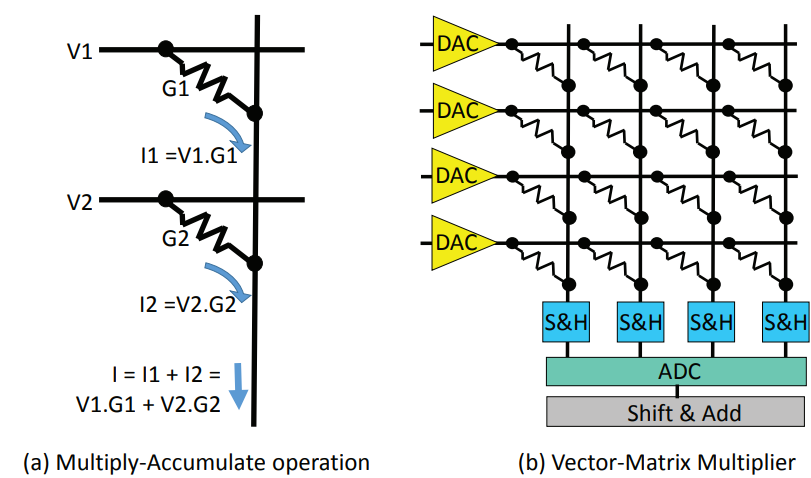 V1
G1
I1 =V1.G1
V2
G2
I2 =V2.G2
I = I1 + I2 =
V1.G1 + V2.G2
(a) Multiply-Accumulate operation
DAC
DAC
DAC
DAC
S&H S&H S&H S&H
ADC
Shift & Add
(b) Vector-Matrix Multiplier